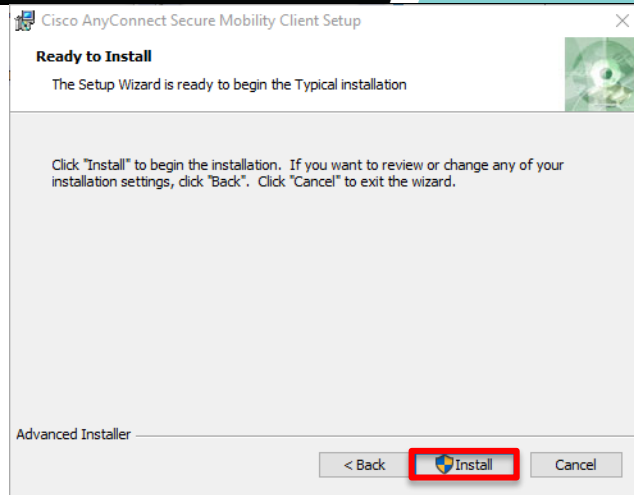 Cisco AnyConnect Secure Mobility Client Setup
Ready to Install
The Setup Wizard is ready to begin the Typical installation
Click "Install" to begin the installation.  If you want to review or change any of your
installation settings, click "Back".  Click "Cancel" to exit the wizard.
Advanced Installer
< Back Install Cancel